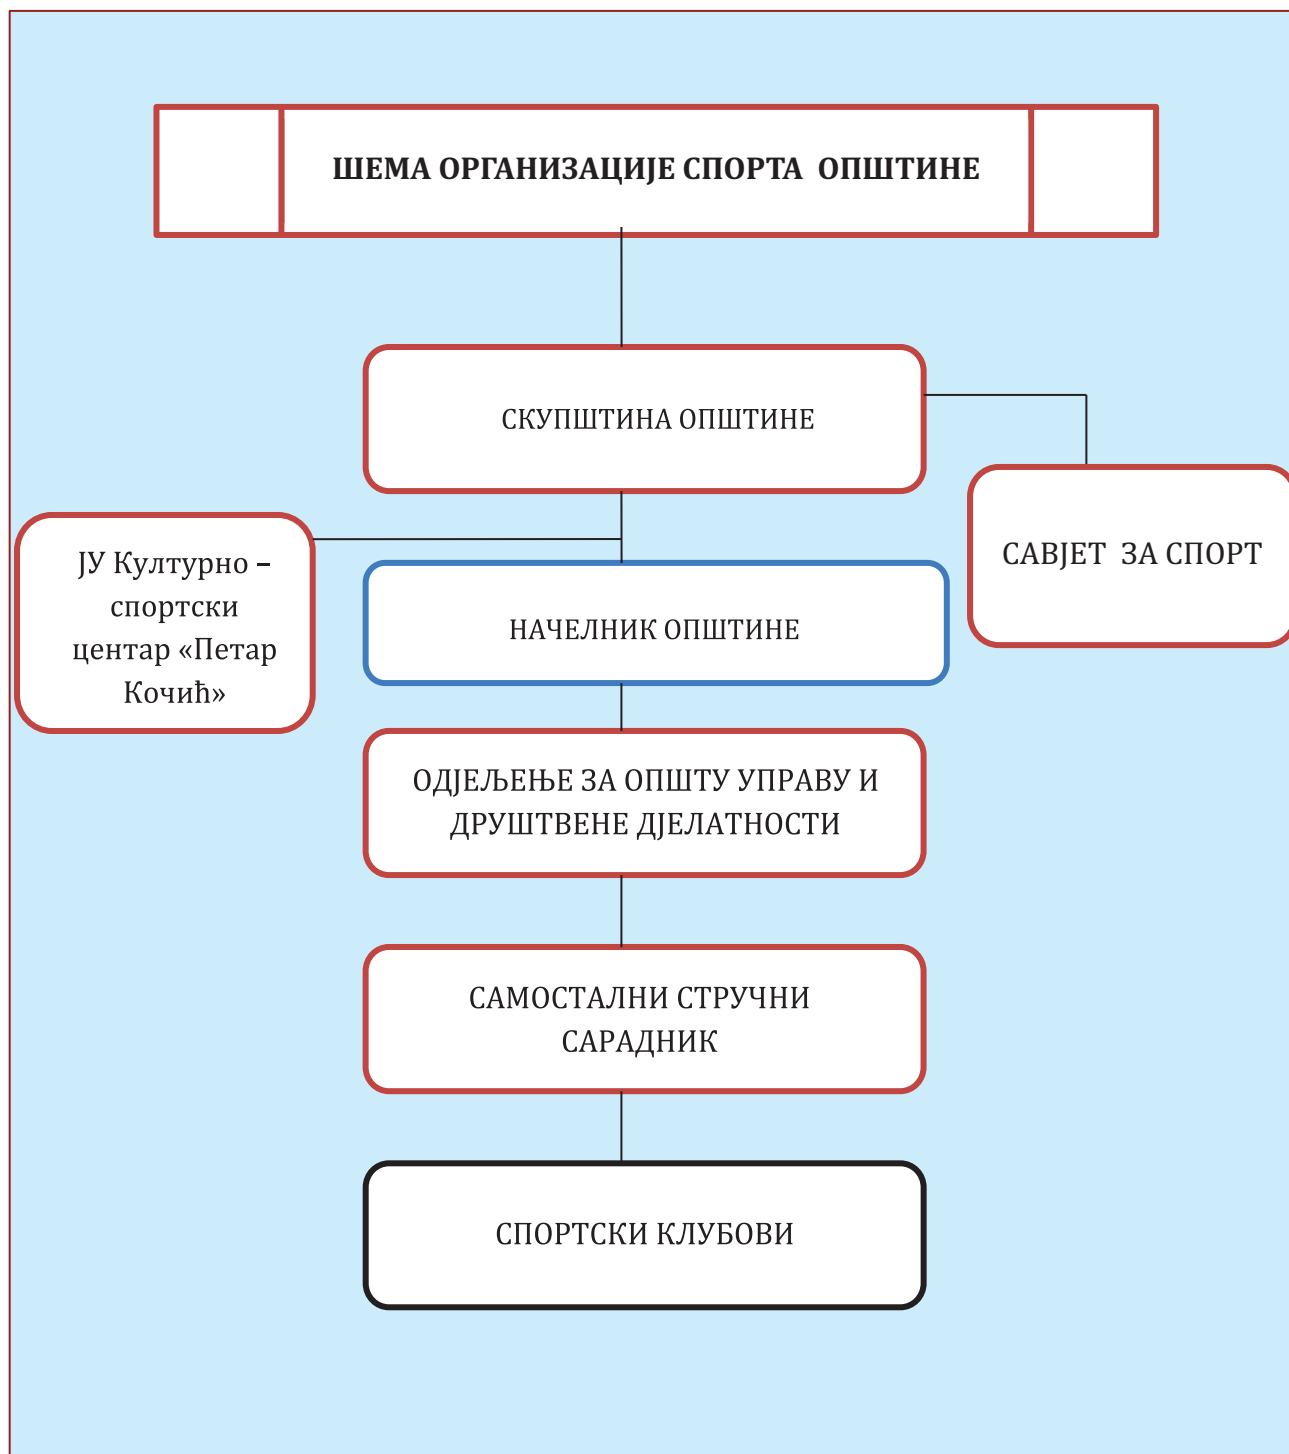 ШЕМА ОРГАНИЗАЦИЈЕ СПОРТА ОПШТИНЕ
СКУПШТИНА ОПШТИНЕ
САВЈЕТ ЗА СПОРТ
ЈУ Културно –
спортски
центар «Петар
Кочић»
НАЧЕЛНИК ОПШТИНЕ
ОДЈЕЉЕЊЕ ЗА ОПШТУ УПРАВУ И
ДРУШТВЕНЕ ДЈЕЛАТНОСТИ
САМОСТАЛНИ СТРУЧНИ
САРАДНИК
СПОРТСКИ КЛУБОВИ